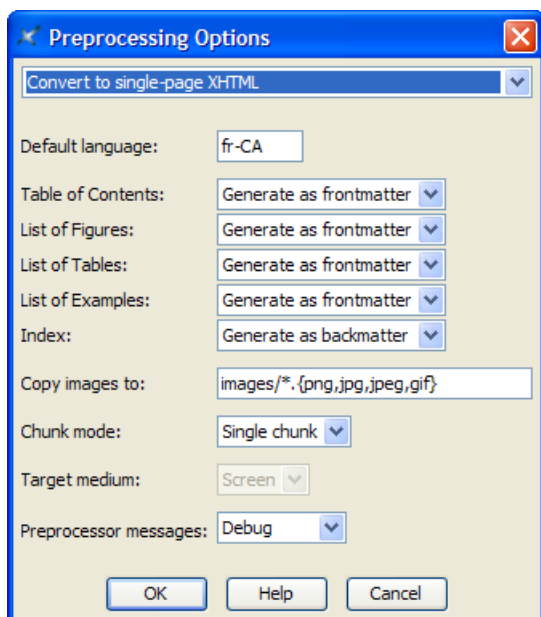 Preprocessing Options
Convert to single-page XHTML
Default language: fr-CA
Table of Contents: Generate as frontmatter
List of Figures: Generate as frontmatter
List of Tables: Generate as frontmatter
List of Examples: Generate as frontmatter
Index: Generate as backmatter
Copy images to: images/*.{png,jpg,jpeg,gif}
Chunk mode: Single chunk
Target medium: Screen
Preprocessor messages: Debug
OK Help Cancel